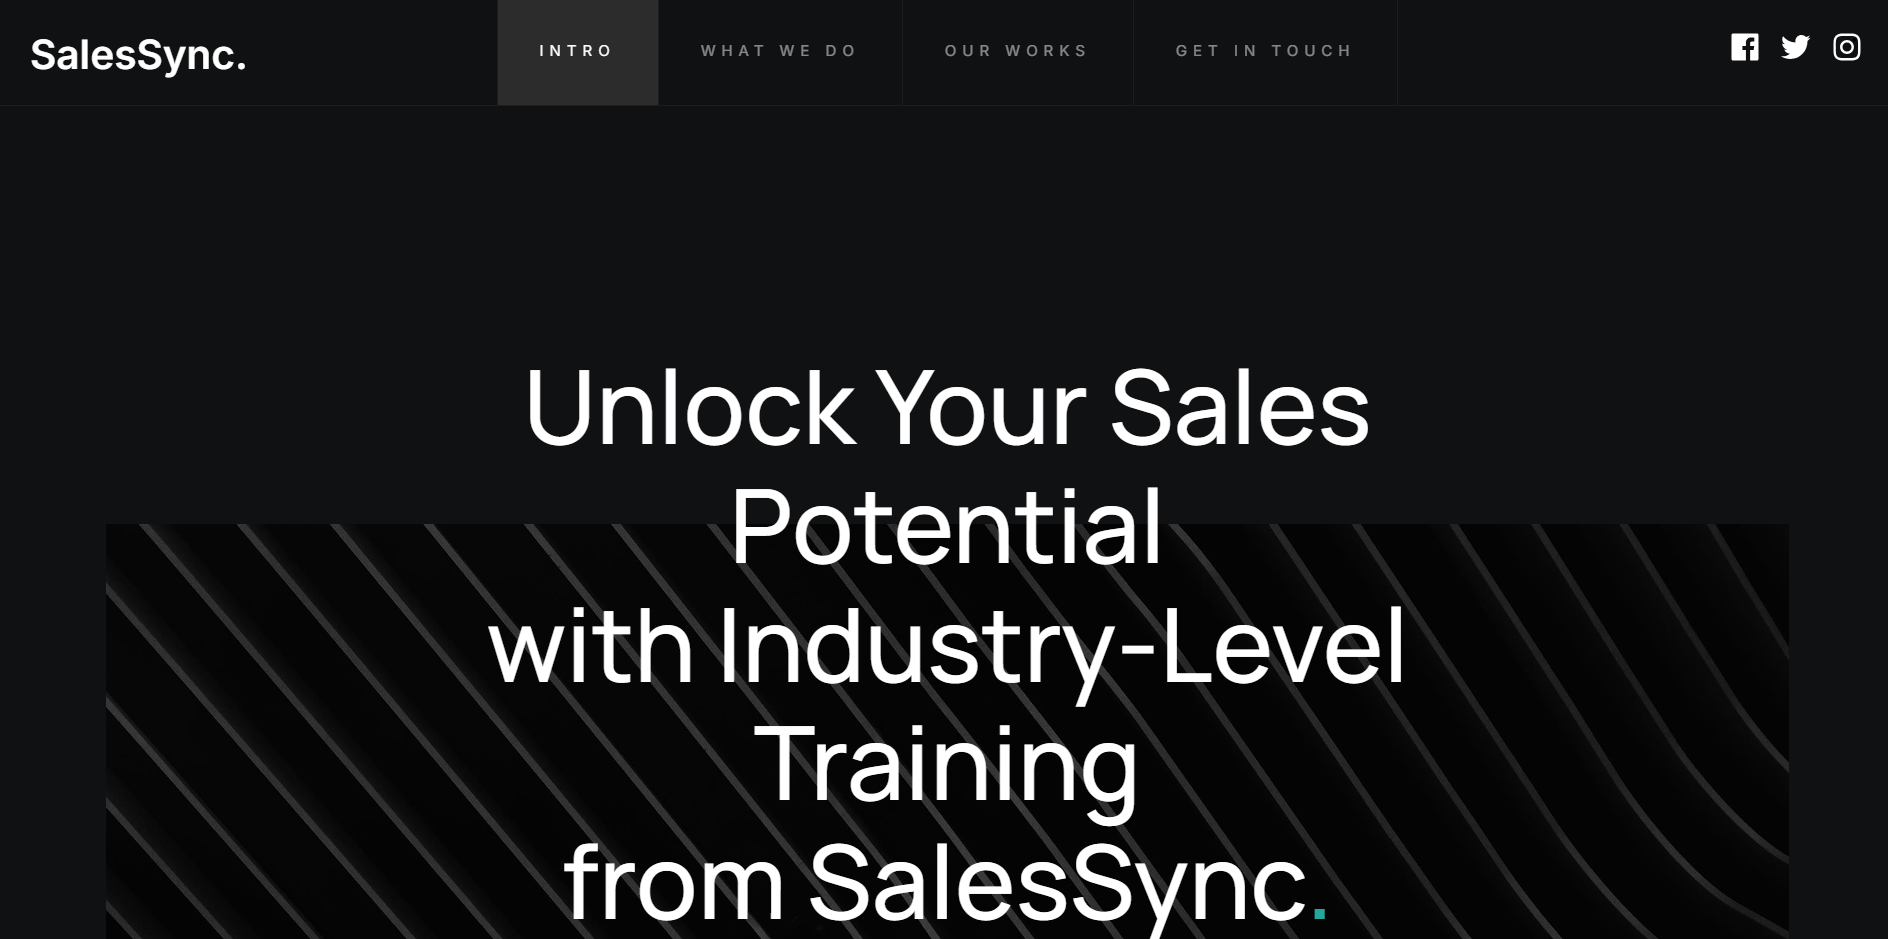 SalesSync.
INTRO
WHAT WE DO
OUR WORKS
GET IN TOUCH
Unlock Your Sales
Potential
with Industry-Level
Training
from SalesSync.